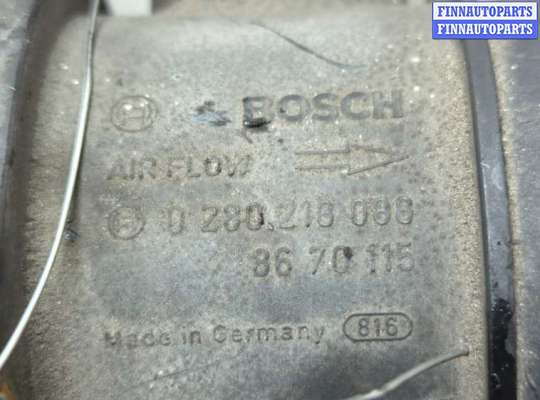 FINNAUTOPARTS
FINNAUTOPARTS
BOSCH
AIR FLOW
0 280 218 088
86 70 115
Made in Germany 816